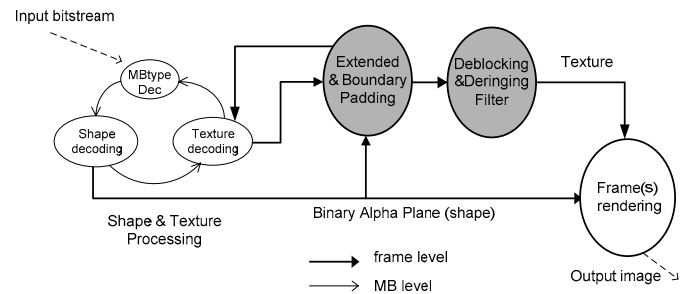 Input bitstream
MBtype
Dec
Shape
decoding
Texture
decoding
Extended
& Boundary
Padding
Deblocking
&Deringing
Filter
Texture
Frame(s)
rendering
Shape & Texture
Processing
Binary Alpha Plane (shape)
frame level
MB level
Output image